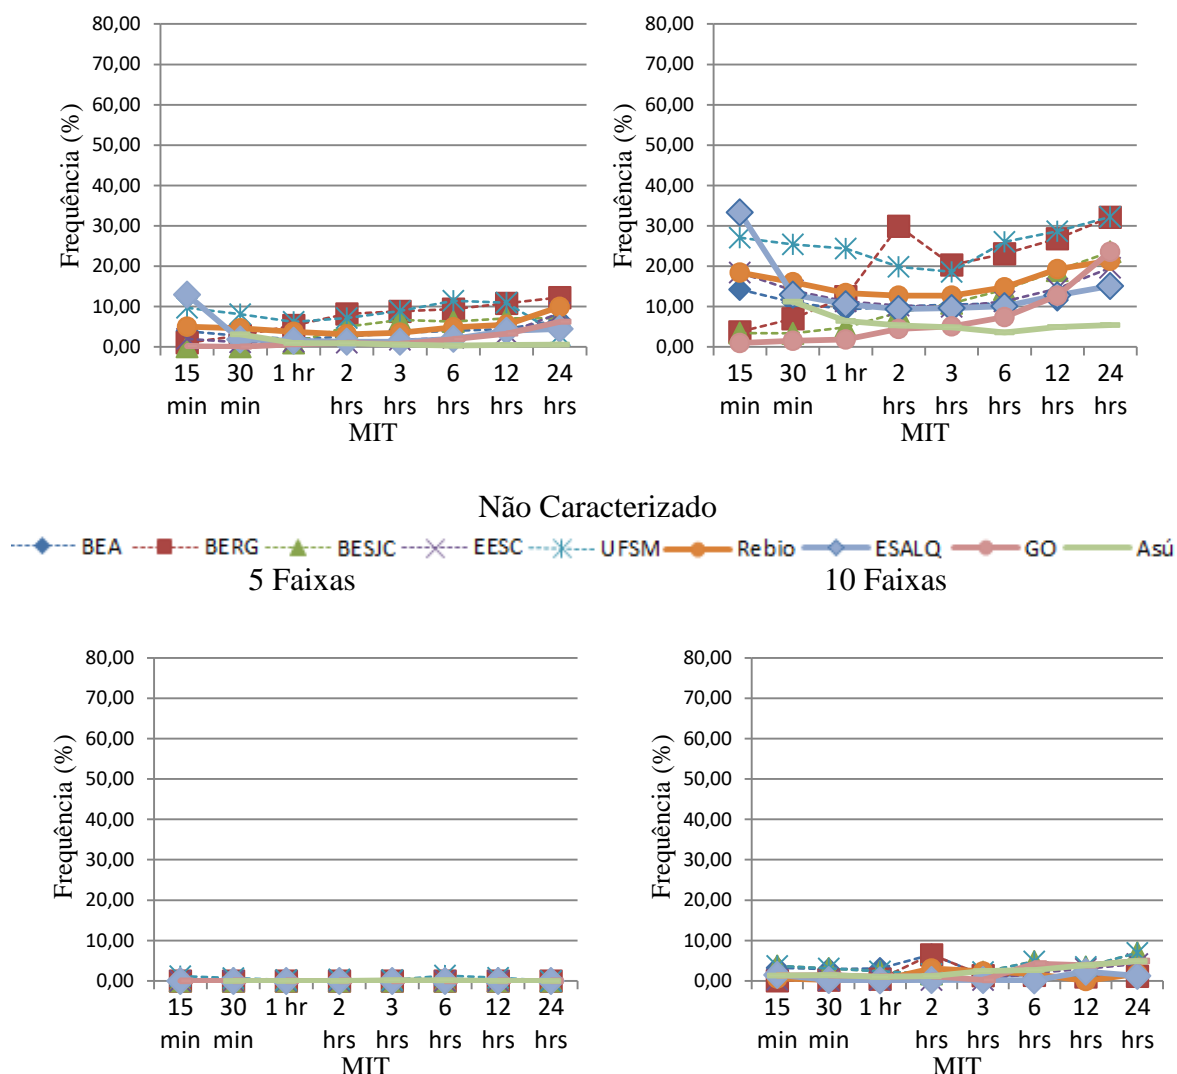 80,00
70,00
60,00
50,00
40,00
30,00
20,00
10,00
0,00
Frequência (%)
15 min
30 min
1 hr
2 hrs
3 hrs
6 hrs
12 hrs
24 hrs
MIT
80,00
70,00
60,00
50,00
40,00
30,00
20,00
10,00
0,00
Frequência (%)
15 min
30 min
1 hr
2 hrs
3 hrs
6 hrs
12 hrs
24 hrs
MIT
Não Caracterizado
BEA BERG BESJC EESC UFSM Rebio ESALQ GO Asú
5 Faixas
10 Faixas
80,00
70,00
60,00
50,00
40,00
30,00
20,00
10,00
0,00
Frequência (%)
15 min
30 min
1 hr
2 hrs
3 hrs
6 hrs
12 hrs
24 hrs
MIT
80,00
70,00
60,00
50,00
40,00
30,00
20,00
10,00
0,00
Frequência (%)
15 min
30 min
1 hr
2 hrs
3 hrs
6 hrs
12 hrs
24 hrs
MIT